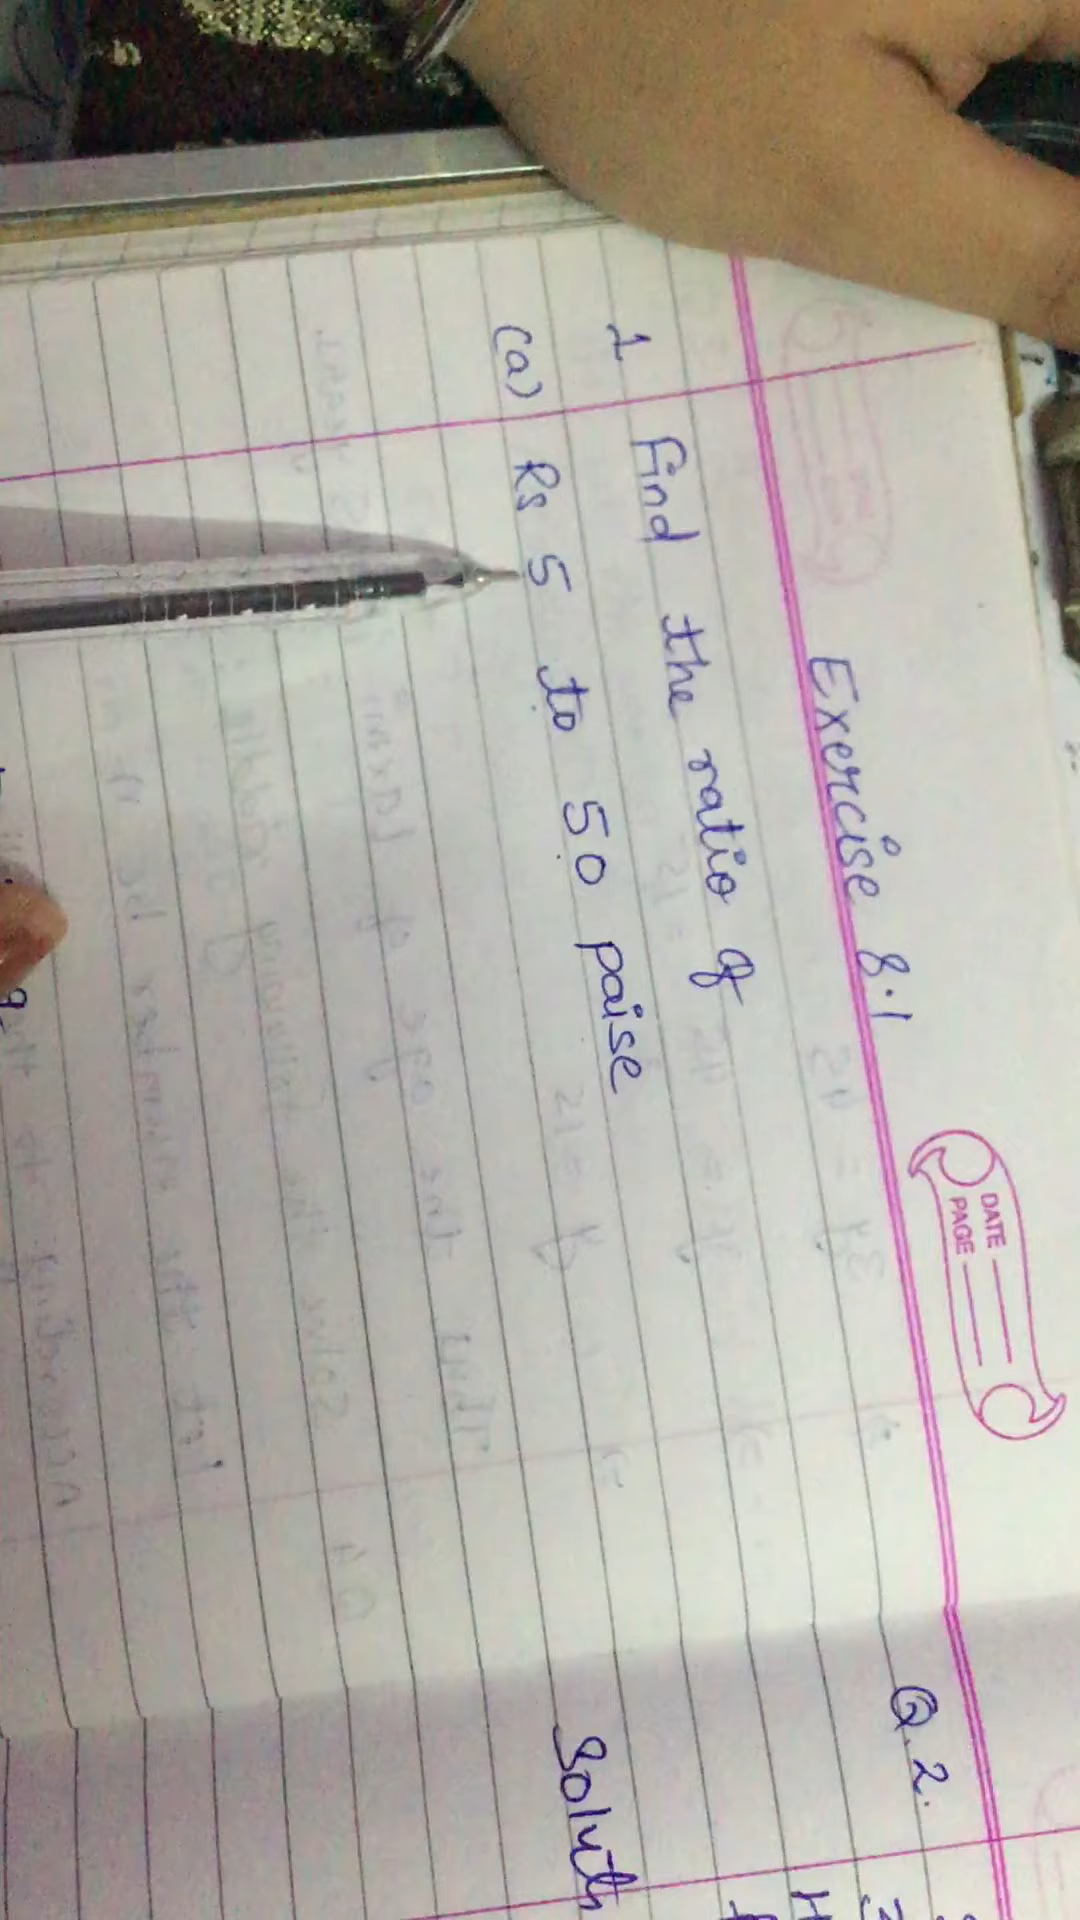 Exercise 8.1
DATE
PAGE
1 Find the ratio of
(a) Rs 5 to 50 paise
Q.2.
Soluti